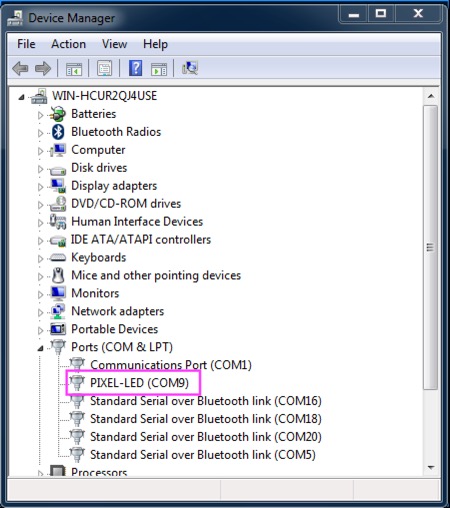 Device Manager
File Action View Help
WIN-HCUR2QJ4USE
Batteries
Bluetooth Radios
Computer
Disk drives
Display adapters
DVD/CD-ROM drives
Human Interface Devices
IDE ATA/ATAPI controllers
Keyboards
Mice and other pointing devices
Monitors
Network adapters
Portable Devices
Ports (COM & LPT)
Communications Port (COM1)
PIXEL-LED (COM9)
Standard Serial over Bluetooth link (COM16)
Standard Serial over Bluetooth link (COM18)
Standard Serial over Bluetooth link (COM20)
Standard Serial over Bluetooth link (COM5)
Processors